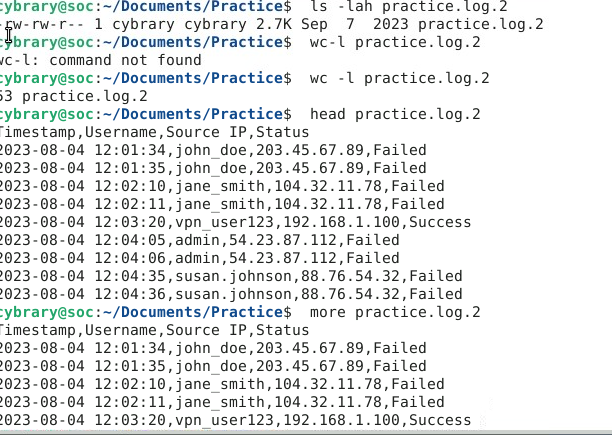 cybrary@soc:~/Documents/Practice$  ls -lah practice.log.2
-rw-rw-r-- 1 cybrary cybrary 2.7K Sep  7  2023 practice.log.2
cybrary@soc:~/Documents/Practice$  wc-l practice.log.2
wc-l: command not found
cybrary@soc:~/Documents/Practice$  wc -l practice.log.2
53 practice.log.2
cybrary@soc:~/Documents/Practice$  head practice.log.2
Timestamp,Username,Source IP,Status
2023-08-04 12:01:34,john_doe,203.45.67.89,Failed
2023-08-04 12:01:35,john_doe,203.45.67.89,Failed
2023-08-04 12:02:10,jane_smith,104.32.11.78,Failed
2023-08-04 12:02:11,jane_smith,104.32.11.78,Failed
2023-08-04 12:03:20,vpn_user123,192.168.1.100,Success
2023-08-04 12:04:05,admin,54.23.87.112,Failed
2023-08-04 12:04:06,admin,54.23.87.112,Failed
2023-08-04 12:04:35,susan.johnson,88.76.54.32,Failed
2023-08-04 12:04:36,susan.johnson,88.76.54.32,Failed
cybrary@soc:~/Documents/Practice$  more practice.log.2
Timestamp,Username,Source IP,Status
2023-08-04 12:01:34,john_doe,203.45.67.89,Failed
2023-08-04 12:01:35,john_doe,203.45.67.89,Failed
2023-08-04 12:02:10,jane_smith,104.32.11.78,Failed
2023-08-04 12:02:11,jane_smith,104.32.11.78,Failed
2023-08-04 12:03:20,vpn_user123,192.168.1.100,Success